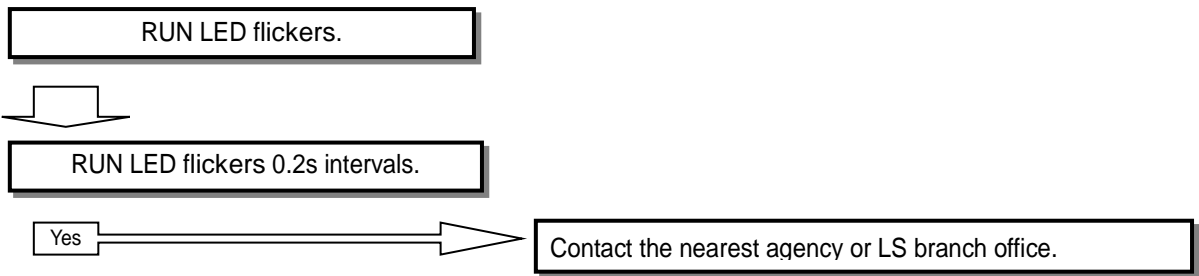 RUN LED flickers.
RUN LED flickers 0.2s intervals.
Yes
Contact the nearest agency or LS branch office.